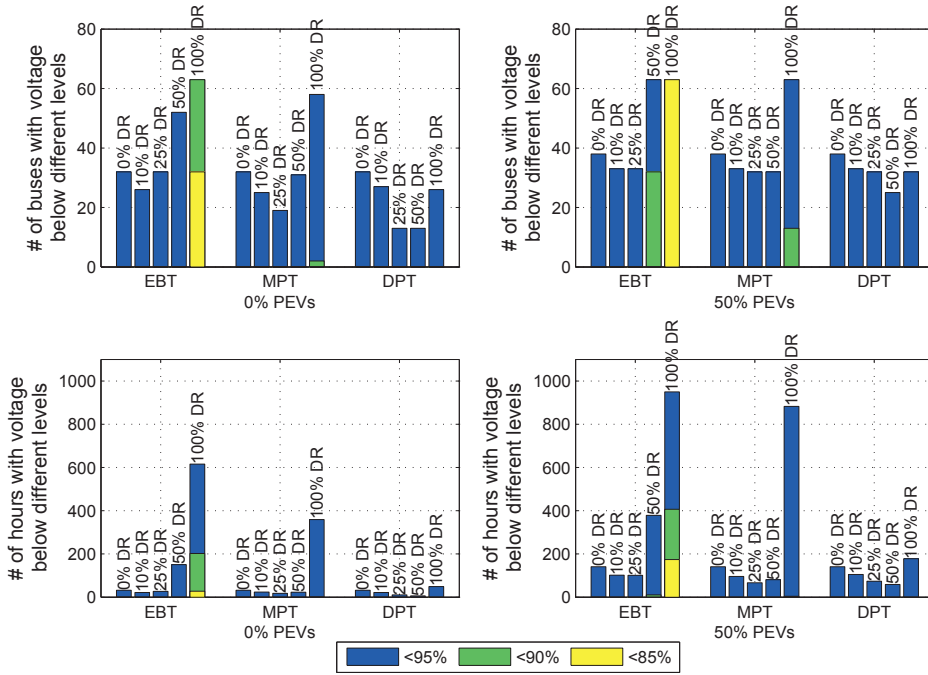 # of buses with voltage
below different levels
80
60
40
20
0
0% DR
10% DR
25% DR
50% DR
100% DR
0% DR
10% DR
25% DR
50% DR
100% DR
0% DR
10% DR
25% DR
50% DR
100% DR
EBT MPT DPT
0% PEVs
# of buses with voltage
below different levels
80
60
40
20
0
0% DR
10% DR
25% DR
50% DR
100% DR
0% DR
10% DR
25% DR
50% DR
100% DR
0% DR
10% DR
25% DR
50% DR
100% DR
EBT MPT DPT
50% PEVs
# of hours with voltage
below different levels
1000
800
600
400
200
0
0% DR
10% DR
25% DR
50% DR
100% DR
0% DR
10% DR
25% DR
50% DR
100% DR
0% DR
10% DR
25% DR
50% DR
100% DR
EBT MPT DPT
0% PEVs
# of hours with voltage
below different levels
1000
800
600
400
200
0
0% DR
10% DR
25% DR
50% DR
100% DR
0% DR
10% DR
25% DR
50% DR
100% DR
0% DR
10% DR
25% DR
50% DR
100% DR
EBT MPT DPT
50% PEVs
<95% <90% <85%